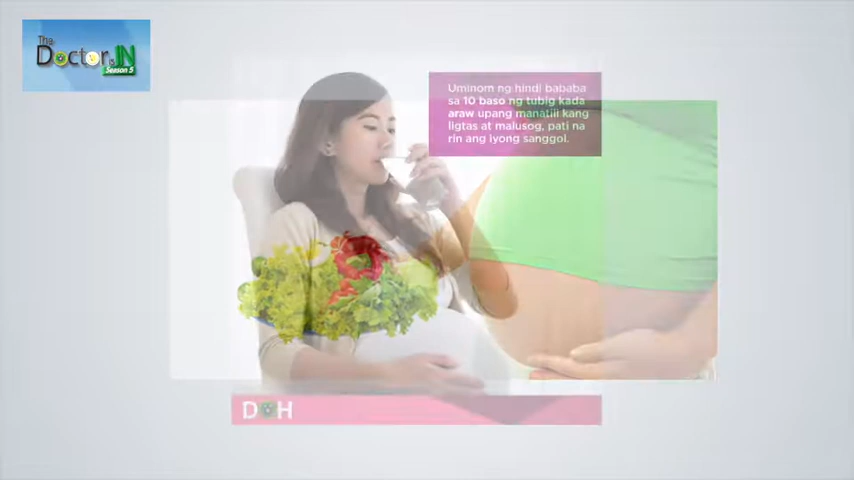 The
Doctor is IN
Season 5
Uminom ng hindi bababa
sa 10 baso ng tubig kada
araw upang manatili kang
ligtas at malusog, pati na
rin ang iyong sanggol.
DOH